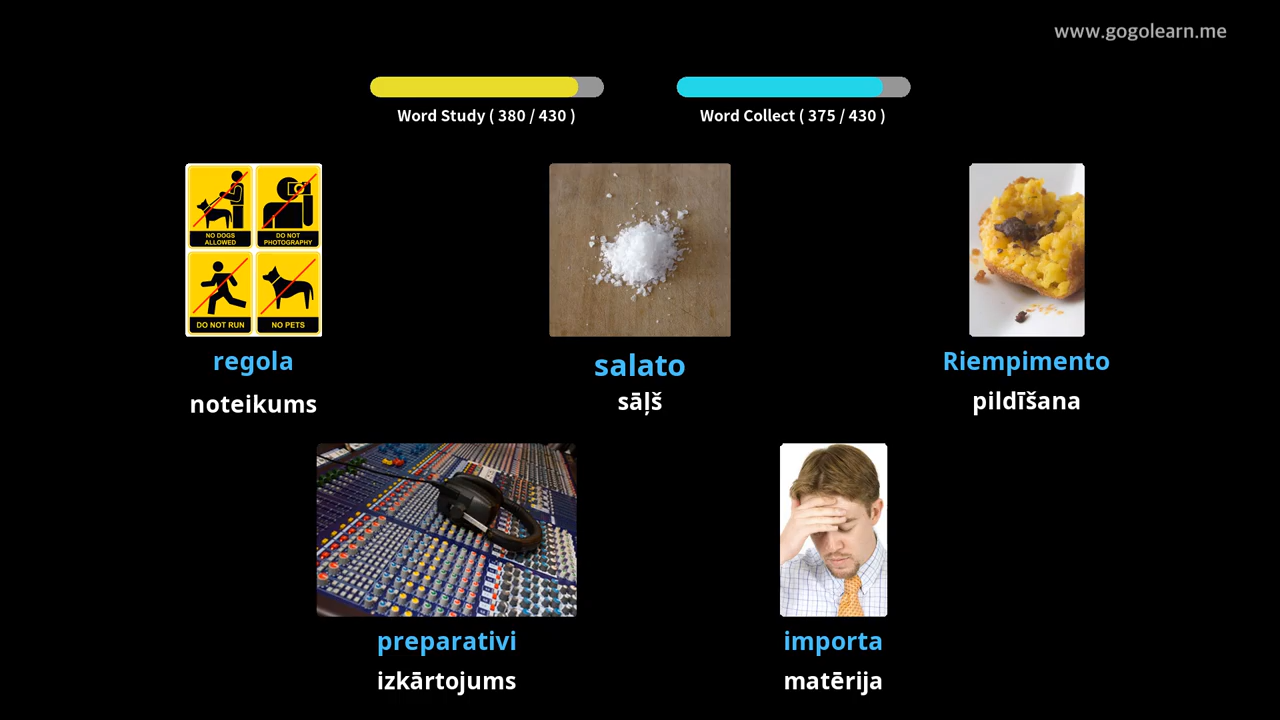 www.gogolearn.me
Word Study ( 380 / 430 )
Word Collect ( 375 / 430 )
NO DOGS
ALLOWED
DO NOT
PHOTOGRAPHY
DO NOT RUN
NO PETS
regola
noteikums
salato
sāļš
Riempimento
pildīšana
preparativi
izkārtojums
importa
matērija